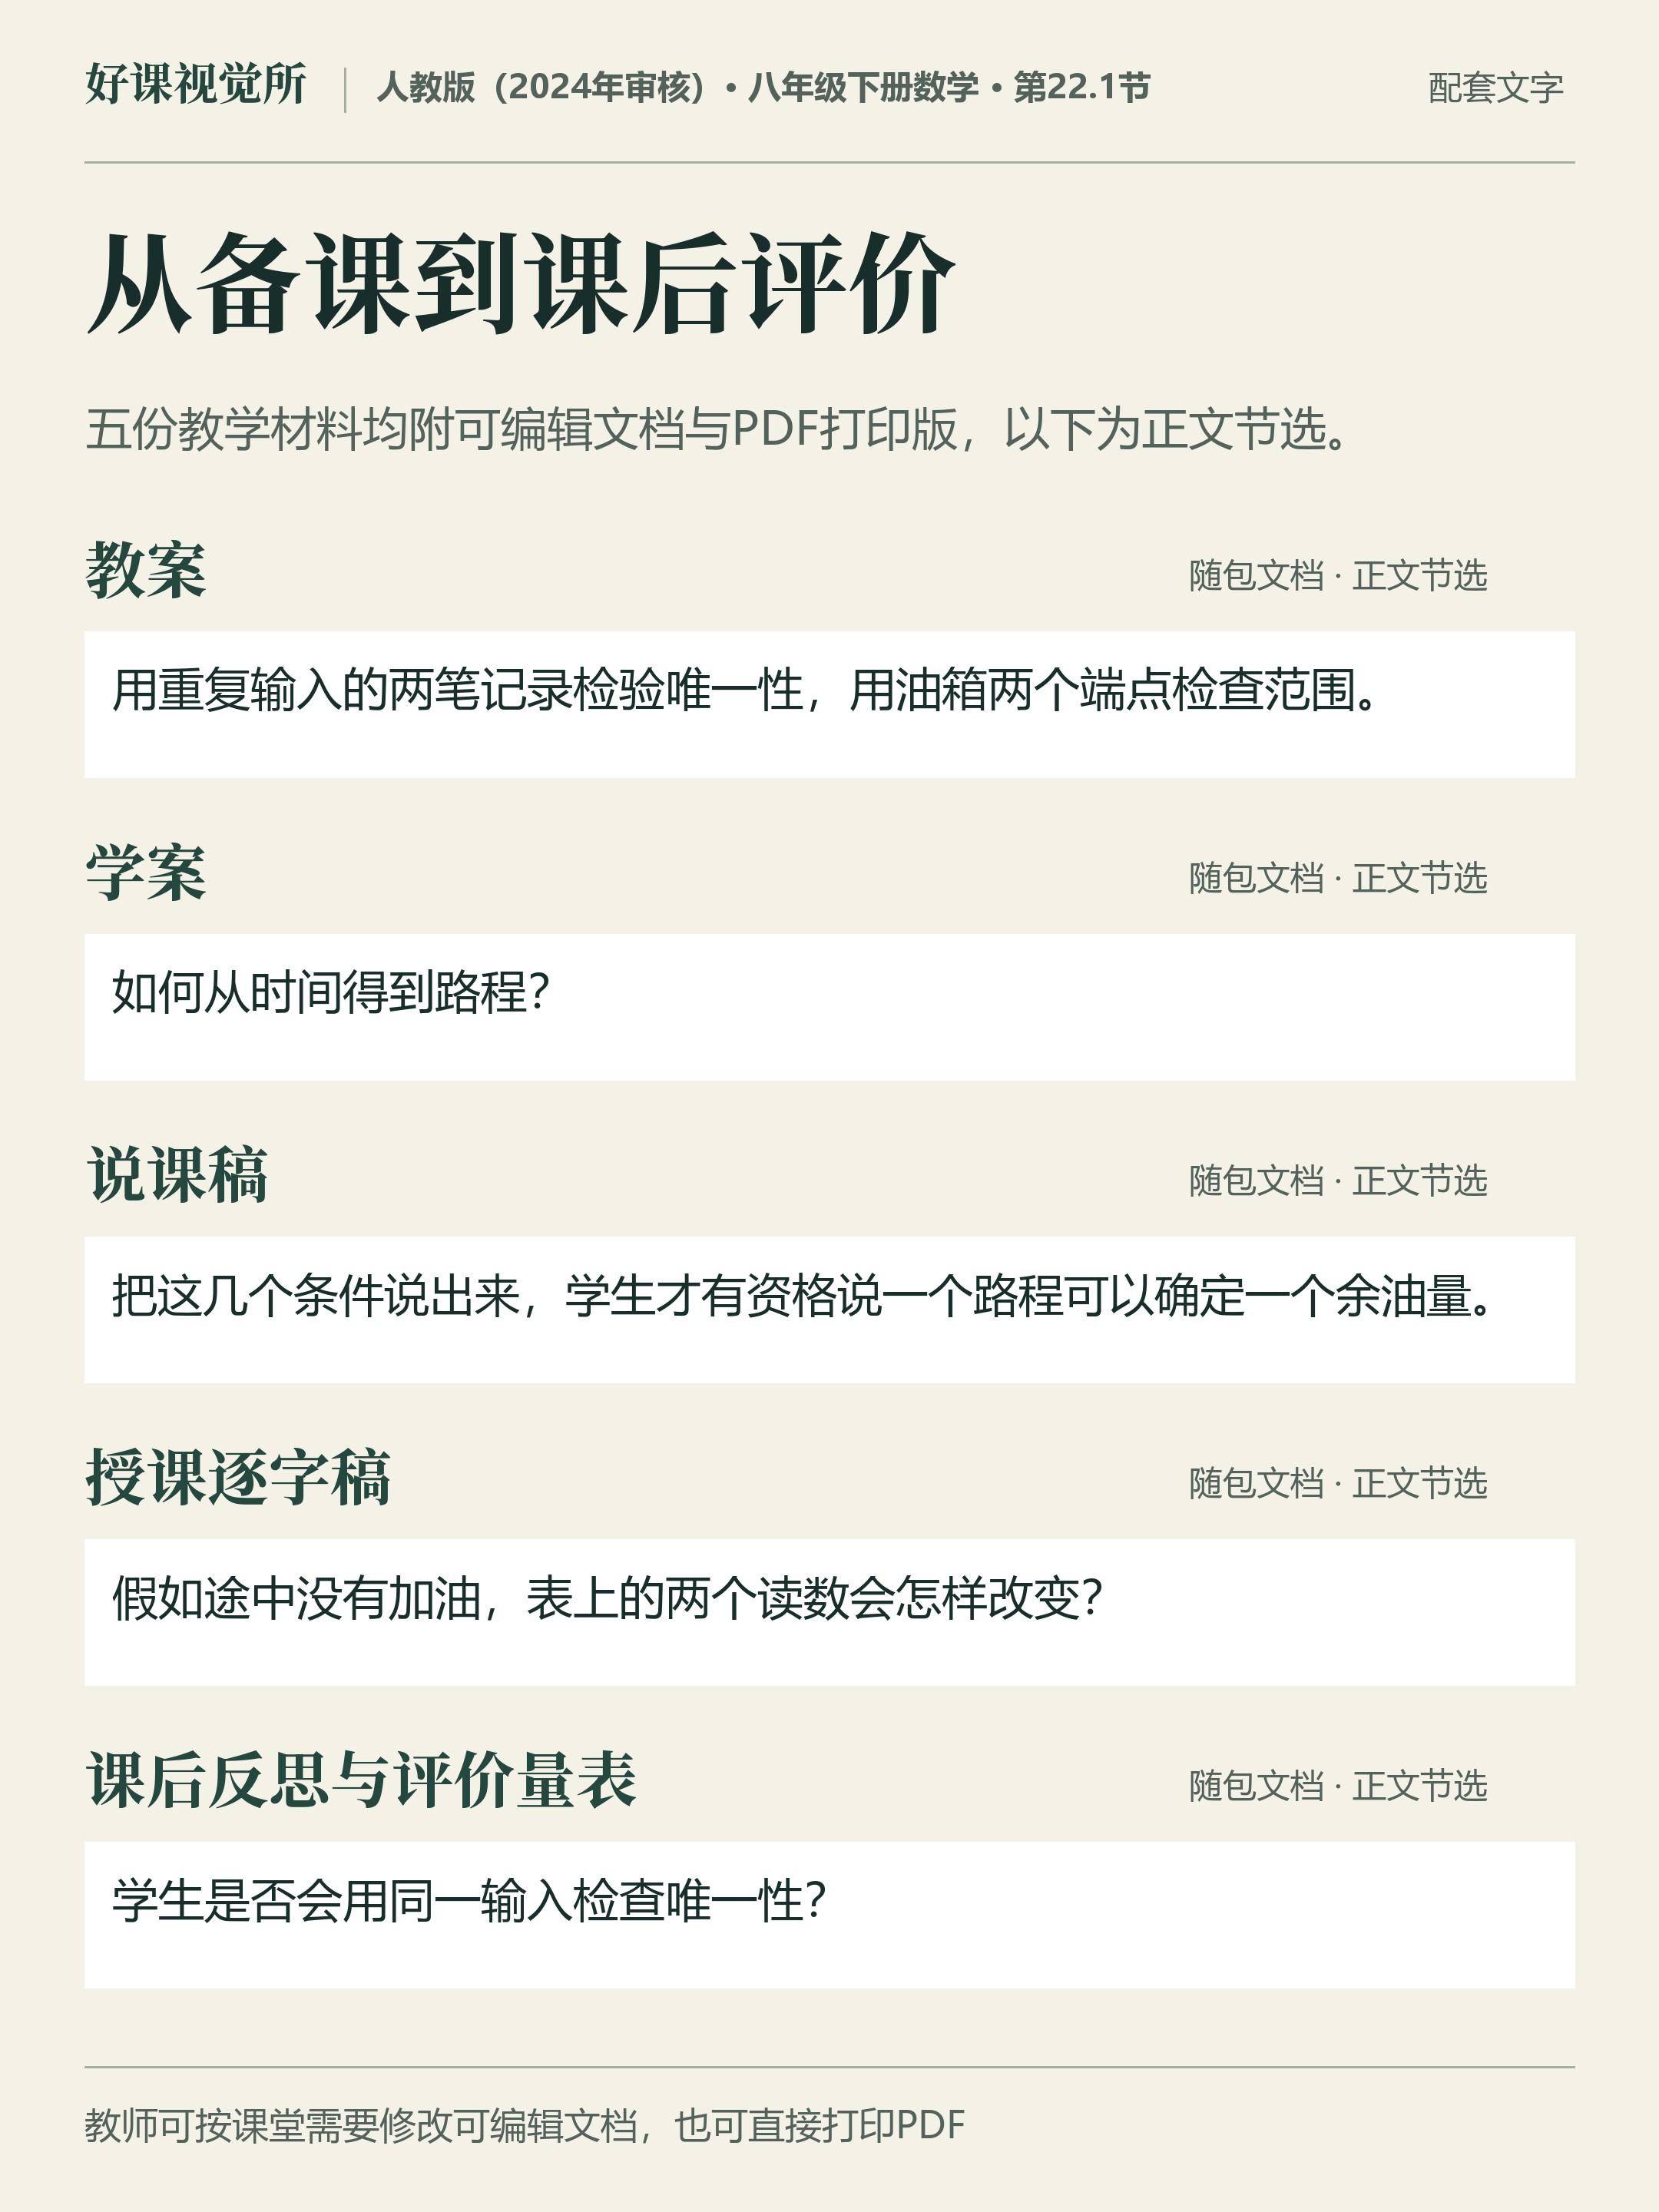 好课视觉所
人教版（2024年审核）• 八年级下册数学 • 第22.1节
配套文字
从备课到课后评价
五份教学材料均附可编辑文档与PDF打印版，以下为正文节选。
教案
随包文档 · 正文节选
用重复输入的两笔记录检验唯一性，用油箱两个端点检查范围。
学案
随包文档 · 正文节选
如何从时间得到路程？
说课稿
随包文档 · 正文节选
把这几个条件说出来，学生才有资格说一个路程可以确定一个余油量。
授课逐字稿
随包文档 · 正文节选
假如途中没有加油，表上的两个读数会怎样改变？
课后反思与评价量表
随包文档 · 正文节选
学生是否会用同一输入检查唯一性？
教师可按课堂需要修改可编辑文档，也可直接打印PDF